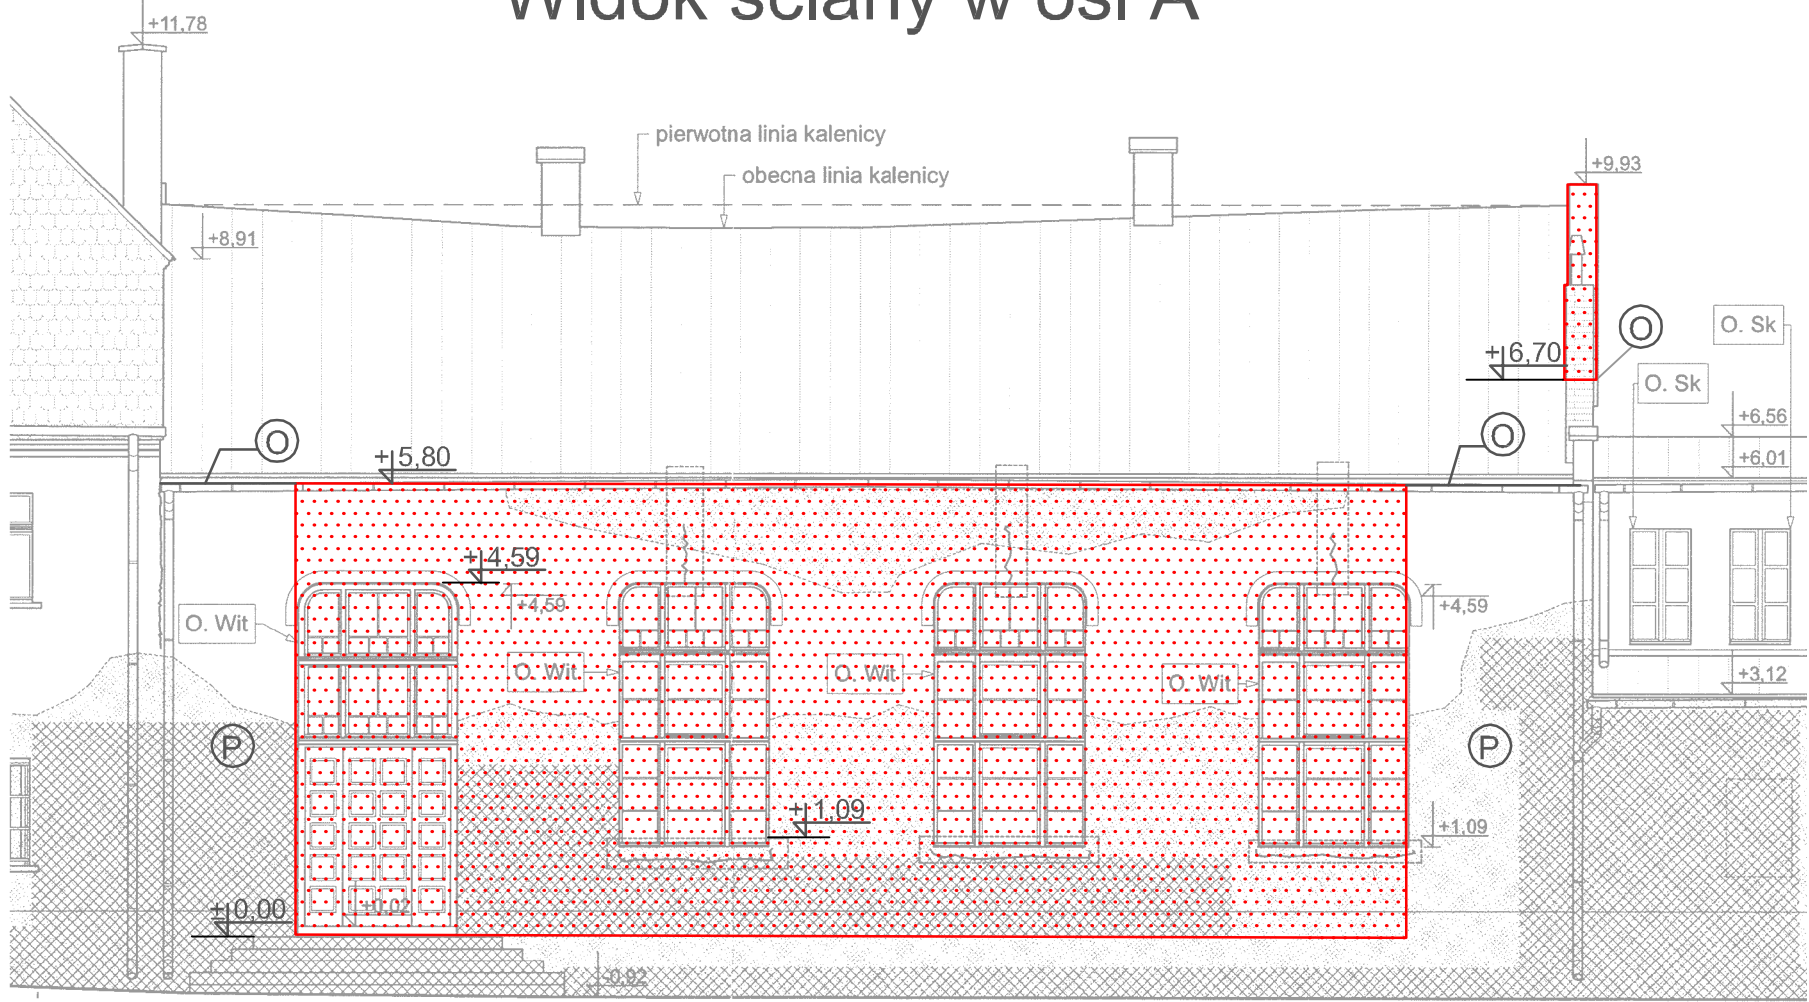 Widok ściany w osi A
+11,78
pierwotna linia kalenicy
obecna linia kalenicy
+9,93
+8,91
O
O. Sk
+6,70
O. Sk
+6,56
O
O
+5,80
+6,01
+4,59
+4,59
+4,59
O. Wit
O. Wit
O. Wit
O. Wit
+3,12
P
P
+1,09
+1,09
±0,00
+0,02
-0,92